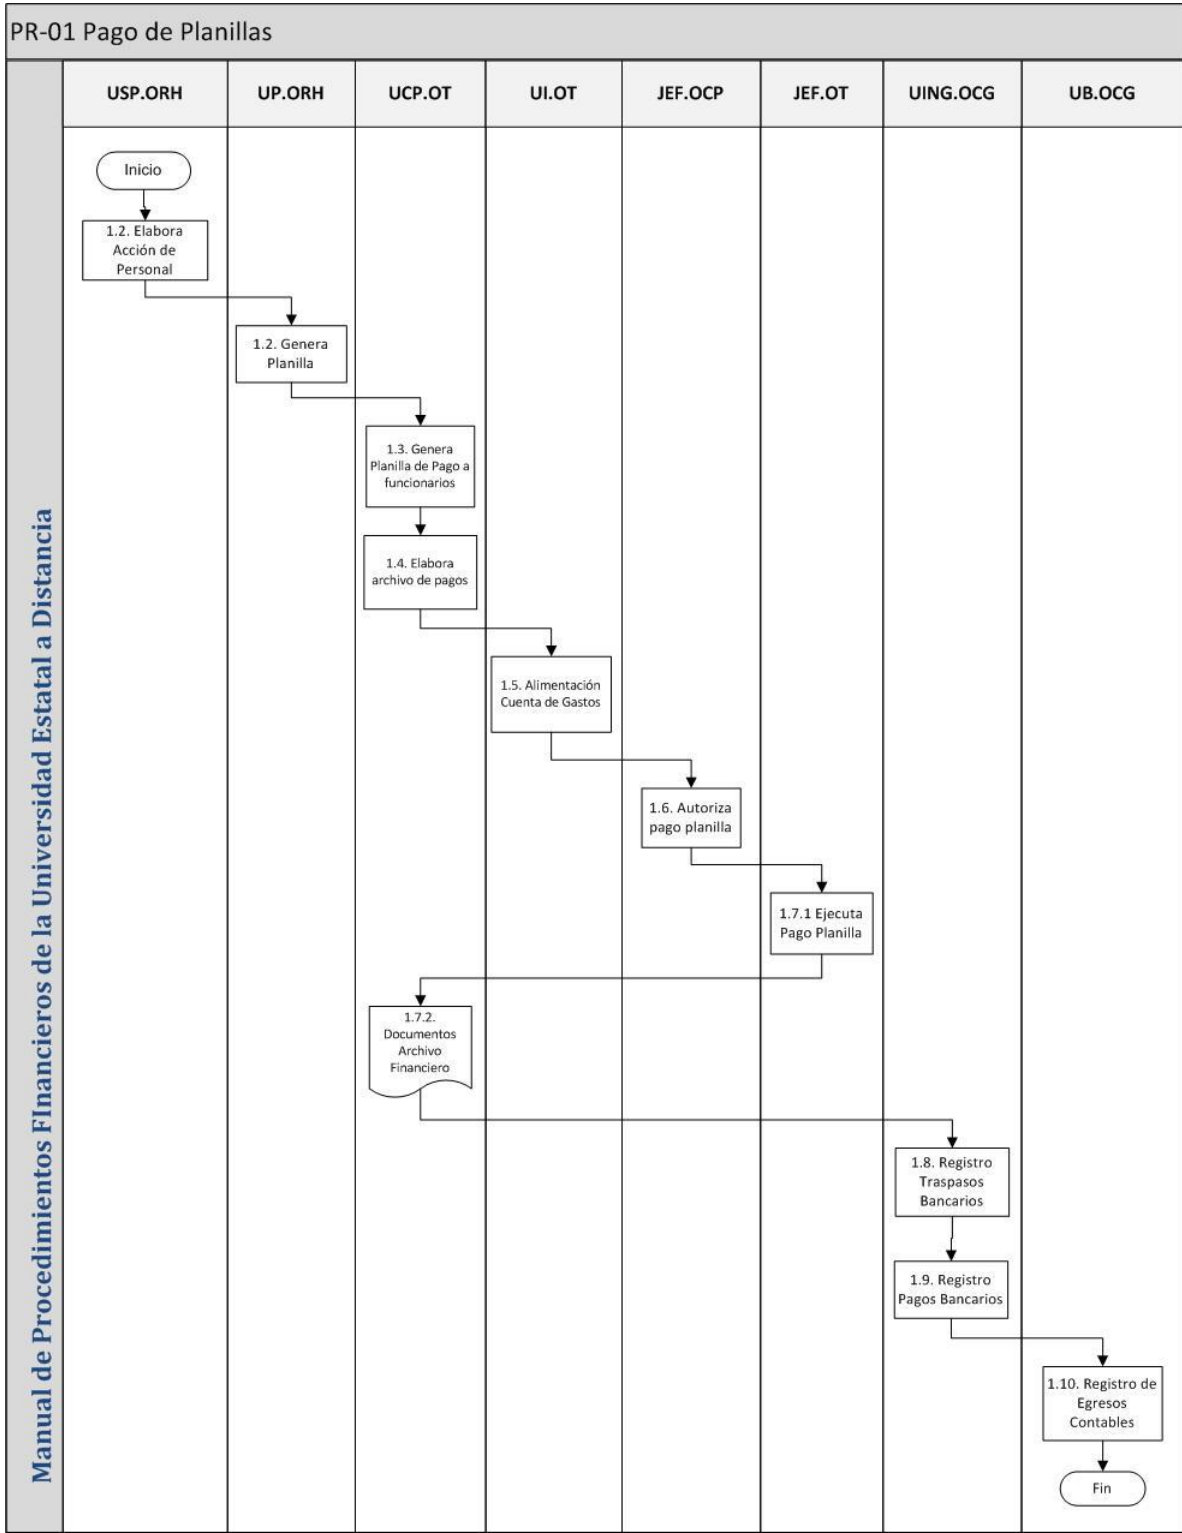 PR-01 Pago de Planillas
Manual de Procedimientos FInancieros de la Universidad Estatal a Distancia
USP.ORH
UP.ORH
UCP.OT
UI.OT
JEF.OCP
JEF.OT
UING.OCG
UB.OCG
Inicio
1.2. Elabora
Acción de
Personal
1.2. Genera
Planilla
1.3. Genera
Planilla de Pago a
funcionarios
1.4. Elabora
archivo de pagos
1.5. Alimentación
Cuenta de Gastos
1.6. Autoriza
pago planilla
1.7.1 Ejecuta
Pago Planilla
1.7.2.
Documentos
Archivo
Financiero
1.8. Registro
Traspasos
Bancarios
1.9. Registro
Pagos Bancarios
1.10. Registro de
Egresos
Contables
Fin